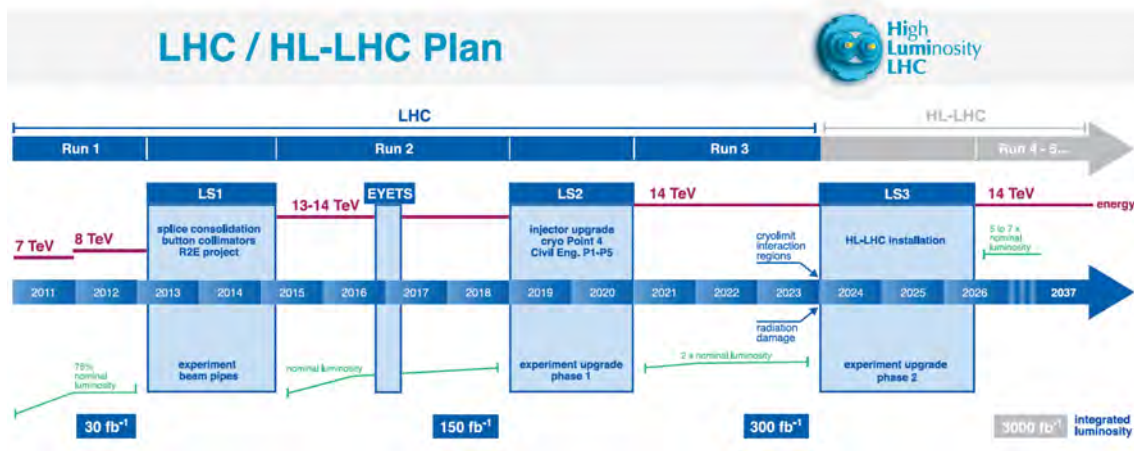 LHC / HL-LHC Plan
High
Luminosity
LHC
LHC
HL-LHC
Run 1
Run 2
Run 3
Run 4 - 5...
LS1
EYETS
LS2
LS3
13-14 TeV
14 TeV
14 TeV
energy
7 TeV
8 TeV
splice consolidation
button collimators
R2E project
injector upgrade
cryo Point 4
Civil Eng. P1-P5
cryolimit
interaction
regions
HL-LHC installation
5 to 7 x
nominal
luminosity
2011
2012
2013
2014
2015
2016
2017
2018
2019
2020
2021
2022
2023
2024
2025
2026
2037
radiation
damage
75%
nominal
luminosity
experiment
beam pipes
nominal luminosity
experiment upgrade
phase 1
2 x nominal luminosity
experiment upgrade
phase 2
30 fb⁻¹
150 fb⁻¹
300 fb⁻¹
3000 fb⁻¹
integrated
luminosity